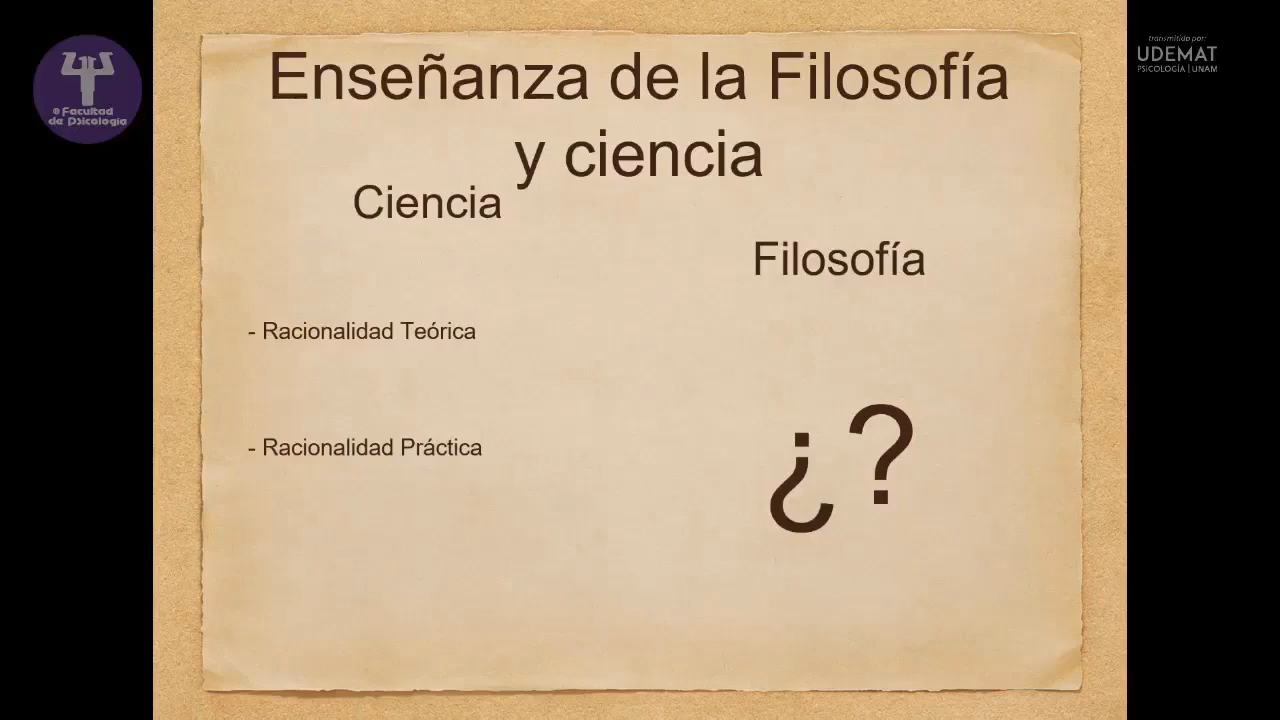 Enseñanza de la Filosofía
y ciencia
Ciencia
Filosofía
- Racionalidad Teórica
- Racionalidad Práctica
¿?
© Facultad
de Psicología
transmitido por:
UDEMAT
PSICOLOGÍA | UNAM